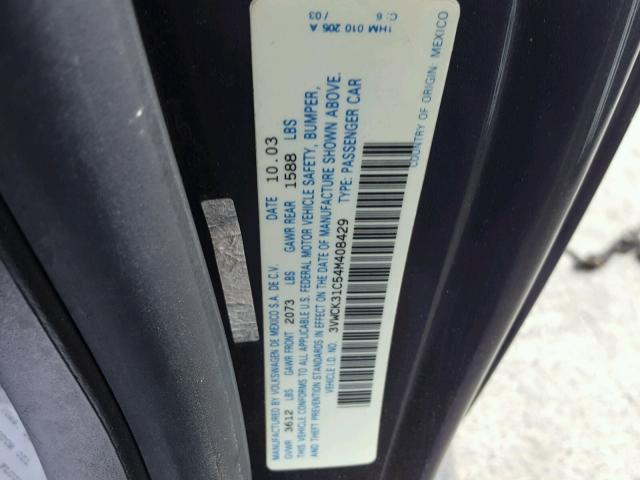 MANUFACTURED BY VOLKSWAGEN DE MEXICO S.A. DE C.V. DATE 10.03
GVWR 3612 LBS GAWR FRONT 2073 LBS GAWR REAR 1588 LBS
THIS VEHICLE CONFORMS TO ALL APPLICABLE U.S. FEDERAL MOTOR VEHICLE SAFETY, BUMPER,
AND THEFT PREVENTION STANDARDS IN EFFECT ON THE DATE OF MANUFACTURE SHOWN ABOVE.
VEHICLE I.D. NO. 3VWCK31C54M408429 TYPE: PASSENGER CAR
/03
1HM 010 205 A
COUNTRY OF ORIGIN: MEXICO